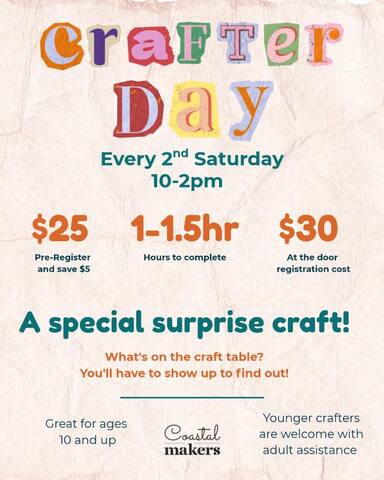 CrAFTer
Day
Every 2nd Saturday
10-2pm
$25
1-1.5hr
$30
Pre-Register
and save $5
Hours to complete
At the door
registration cost
A special surprise craft!
What's on the craft table?
You'll have to show up to find out!
Great for ages
10 and up
Coastal
makers
Younger crafters
are welcome with
adult assistance